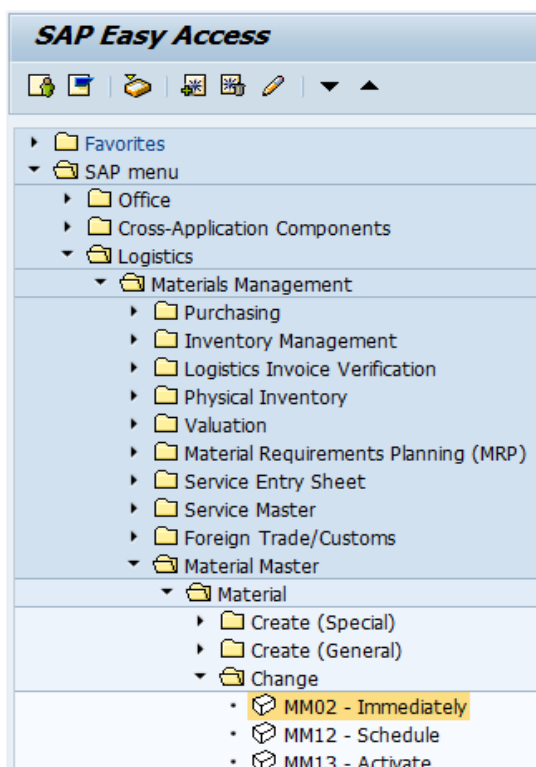 SAP Easy Access
Favorites
SAP menu
Office
Cross-Application Components
Logistics
Materials Management
Purchasing
Inventory Management
Logistics Invoice Verification
Physical Inventory
Valuation
Material Requirements Planning (MRP)
Service Entry Sheet
Service Master
Foreign Trade/Customs
Material Master
Material
Create (Special)
Create (General)
Change
MM02 - Immediately
MM12 - Schedule
MM13 - Activate